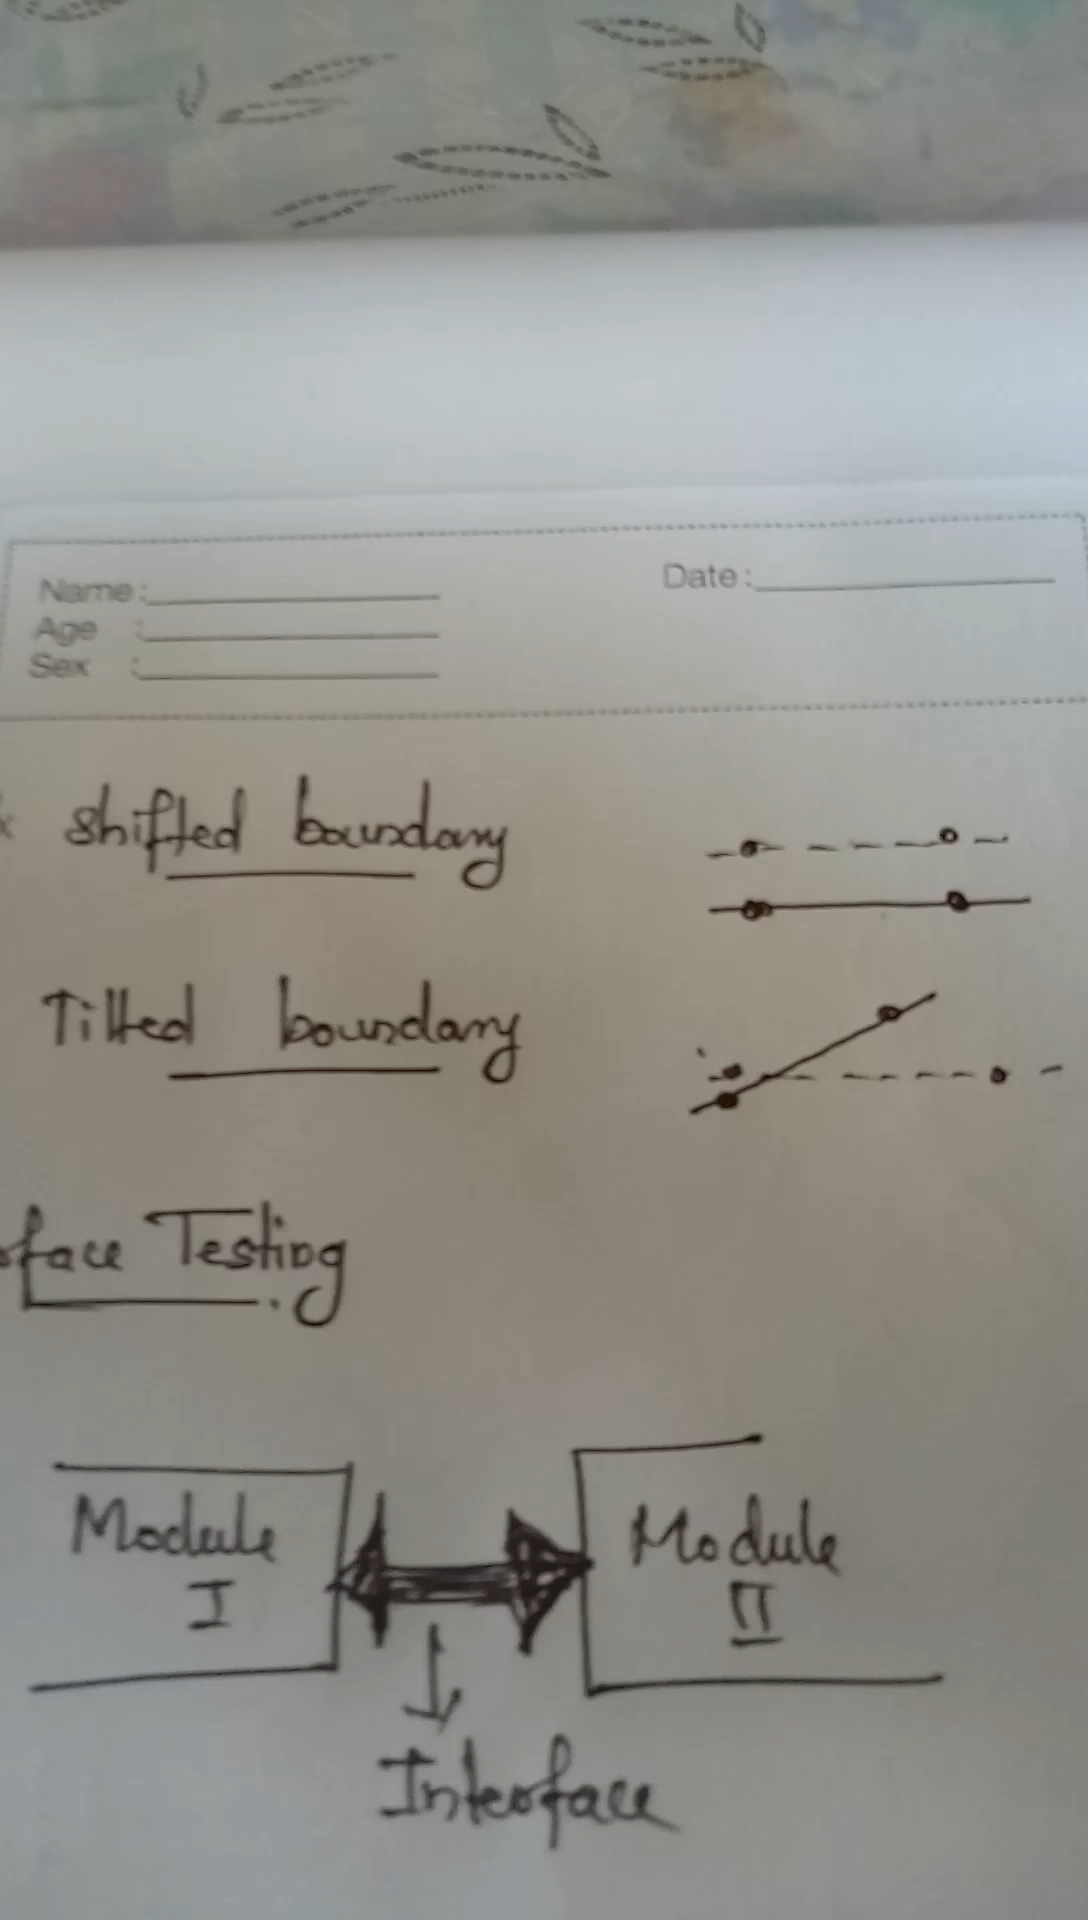 Name:
Date:
Age :
Sex :
Shifted boundary
Tilted boundary
face Testing
Module
I
Module
II
Interface